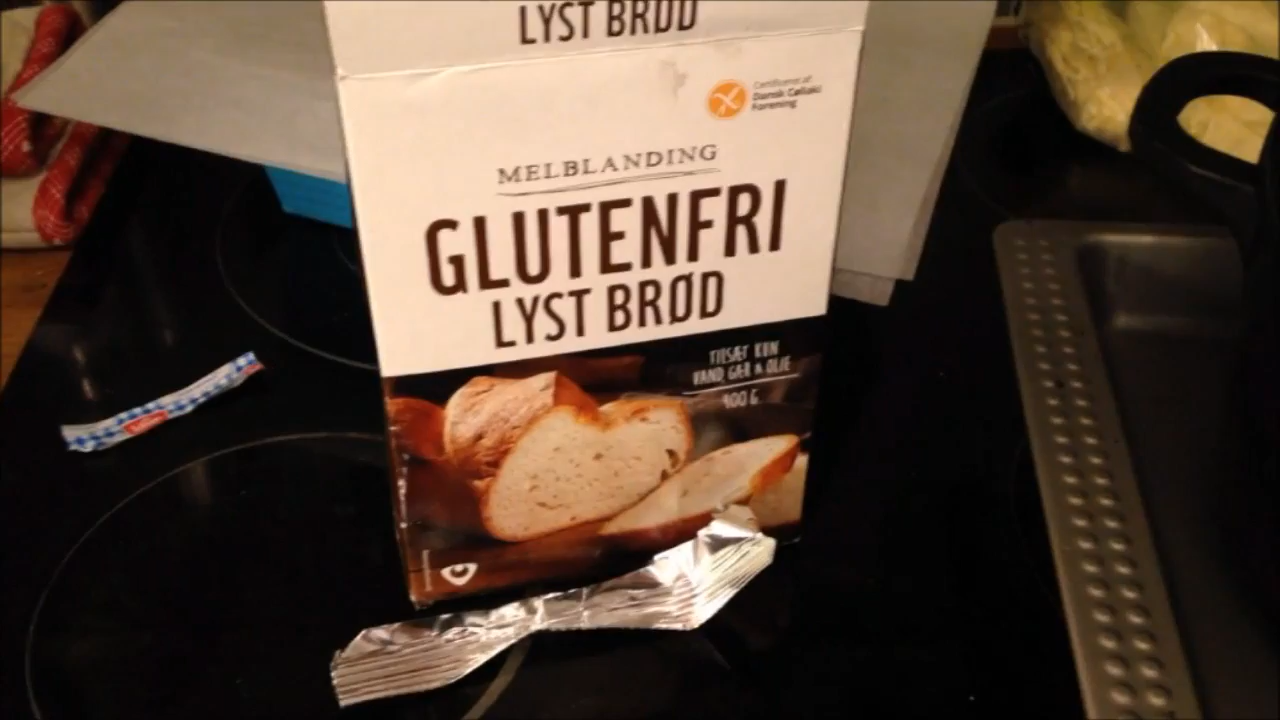 LYST BRØD
Certificeret af
Dansk Cøliaki
Forening
MELBLANDING
GLUTENFRI
LYST BRØD
TILSÆT KUN
VAND, GÆR & OLIE
400 G